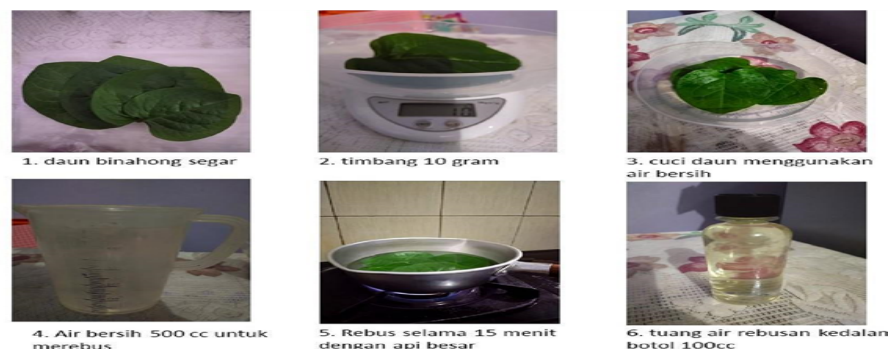 1. daun binahong segar
2. timbang 10 gram
3. cuci daun menggunakan
air bersih
4. Air bersih 500 cc untuk
merebus
5. Rebus selama 15 menit
dengan api besar
6. tuang air rebusan kedalam
botol 100cc